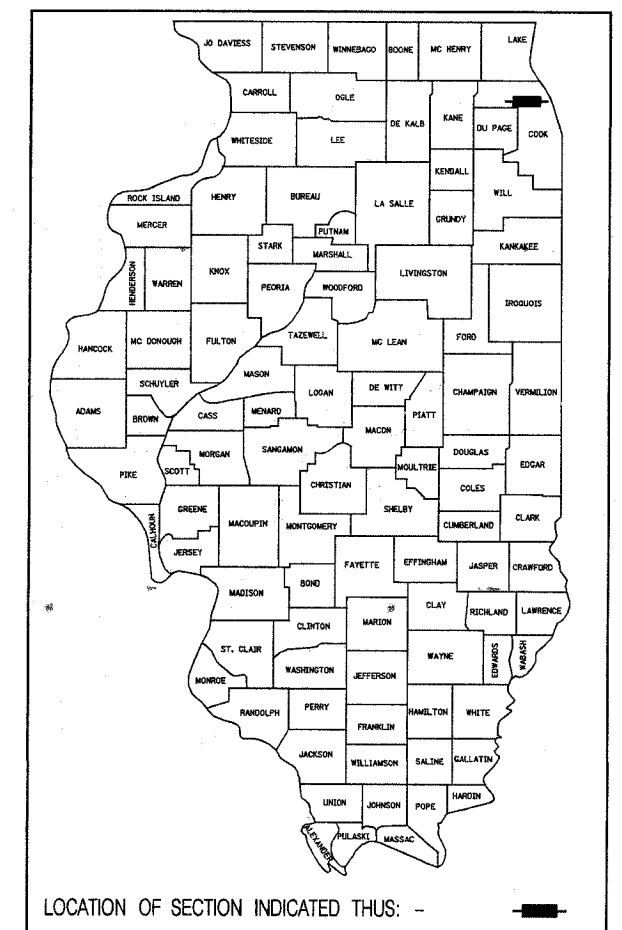 JO DAVIESS STEVENSON WINNEBAGO BOONE MC HENRY LAKE
CARROLL OGLE DE KALB KANE DU PAGE COOK
WHITESIDE LEE KENDALL WILL
ROCK ISLAND HENRY BUREAU LA SALLE GRUNDY
MERCER PUTNAM
STARK MARSHALL KANKAKEE
HENDERSON WARREN KNOX PEORIA WOODFORD LIVINGSTON IROQUOIS
HANCOCK MC DONOUGH FULTON TAZEWELL MC LEAN FORD
SCHUYLER MASON LOGAN DE WITT CHAMPAIGN VERMILION
ADAMS BROWN CASS MENARD MACON PIATT
PIKE SCOTT MORGAN SANGAMON CHRISTIAN MOULTRIE DOUGLAS EDGAR
COLES
CALHOUN GREENE MACOUPIN MONTGOMERY SHELBY CUMBERLAND CLARK
JERSEY
MADISON BOND FAYETTE EFFINGHAM JASPER CRAWFORD
CLINTON MARION CLAY RICHLAND LAWRENCE
ST. CLAIR WASHINGTON JEFFERSON WAYNE EDWARDS WABASH
MONROE
RANDOLPH PERRY FRANKLIN HAMILTON WHITE
JACKSON WILLIAMSON SALINE GALLATIN
UNION JOHNSON POPE HARDIN
ALEXANDER PULASKI MASSAC
LOCATION OF SECTION INDICATED THUS: -